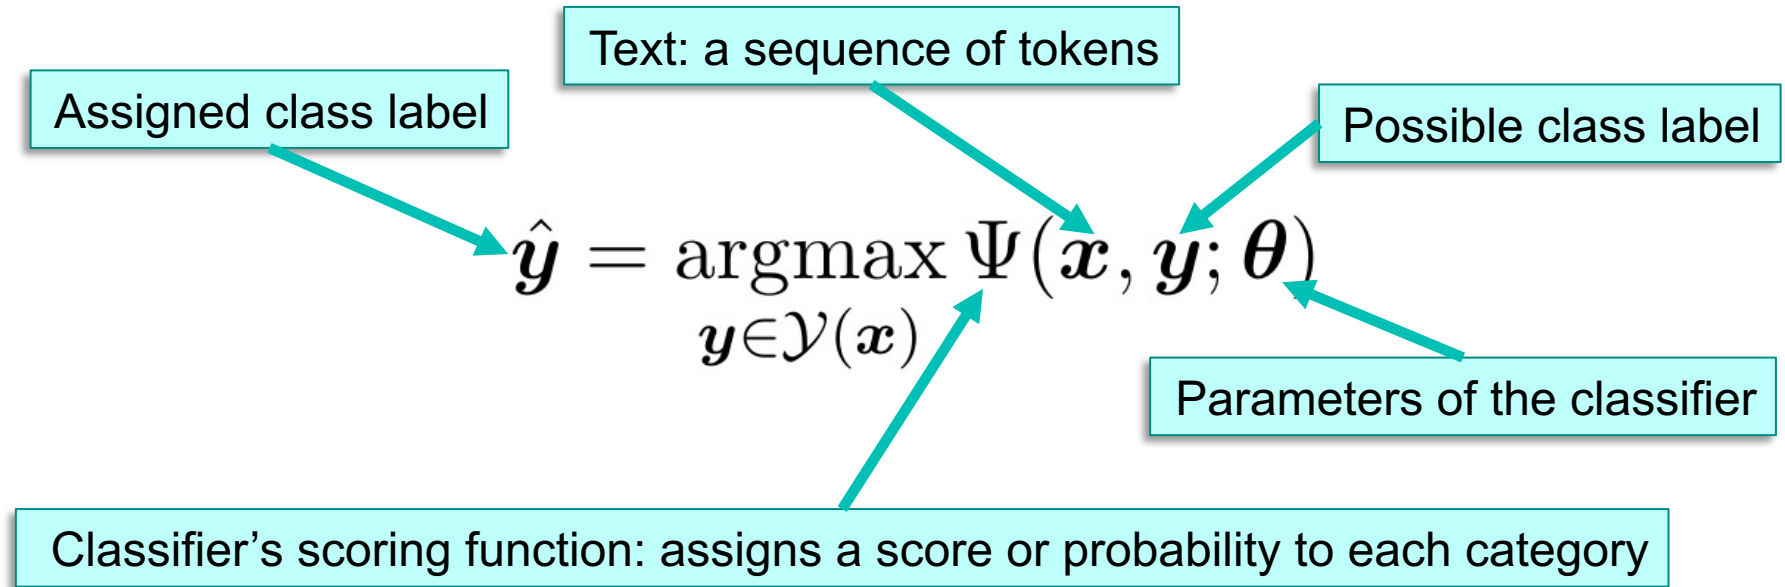 Text: a sequence of tokens
Assigned class label
Possible class label
ŷ = argmax Ψ(x, y; θ)
y∈𝒴(x)
Parameters of the classifier
Classifier’s scoring function: assigns a score or probability to each category